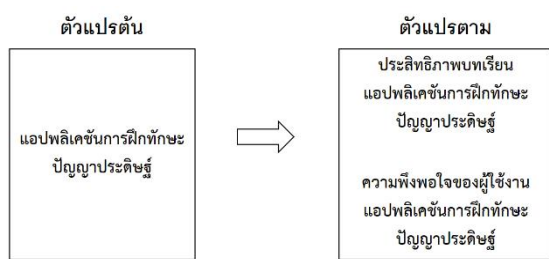 ตัวแปรต้น
แอปพลิเคชันการฝึกทักษะ
ปัญญาประดิษฐ์
ตัวแปรตาม
ประสิทธิภาพบทเรียน
แอปพลิเคชันการฝึกทักษะ
ปัญญาประดิษฐ์
ความพึงพอใจของผู้ใช้งาน
แอปพลิเคชันการฝึกทักษะ
ปัญญาประดิษฐ์